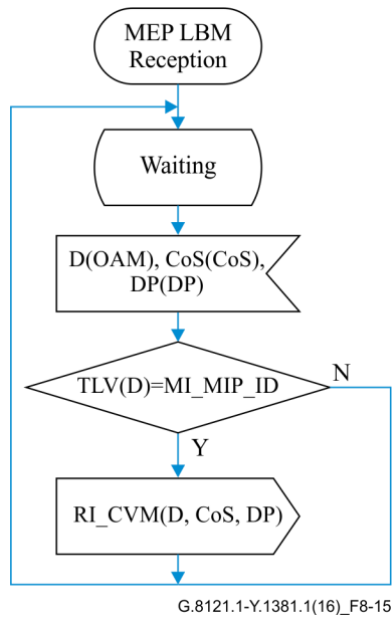 MEP LBM
Reception
Waiting
D(OAM), CoS(CoS),
DP(DP)
TLV(D)=MI_MIP_ID
N
Y
RI_CVM(D, CoS, DP)
G.8121.1-Y.1381.1(16)_F8-15